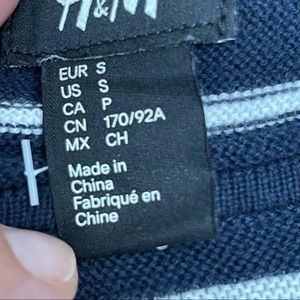 H&M
EUR S
US S
CA P
CN 170/92A
MX CH
Made in
China
Fabriqué en
Chine